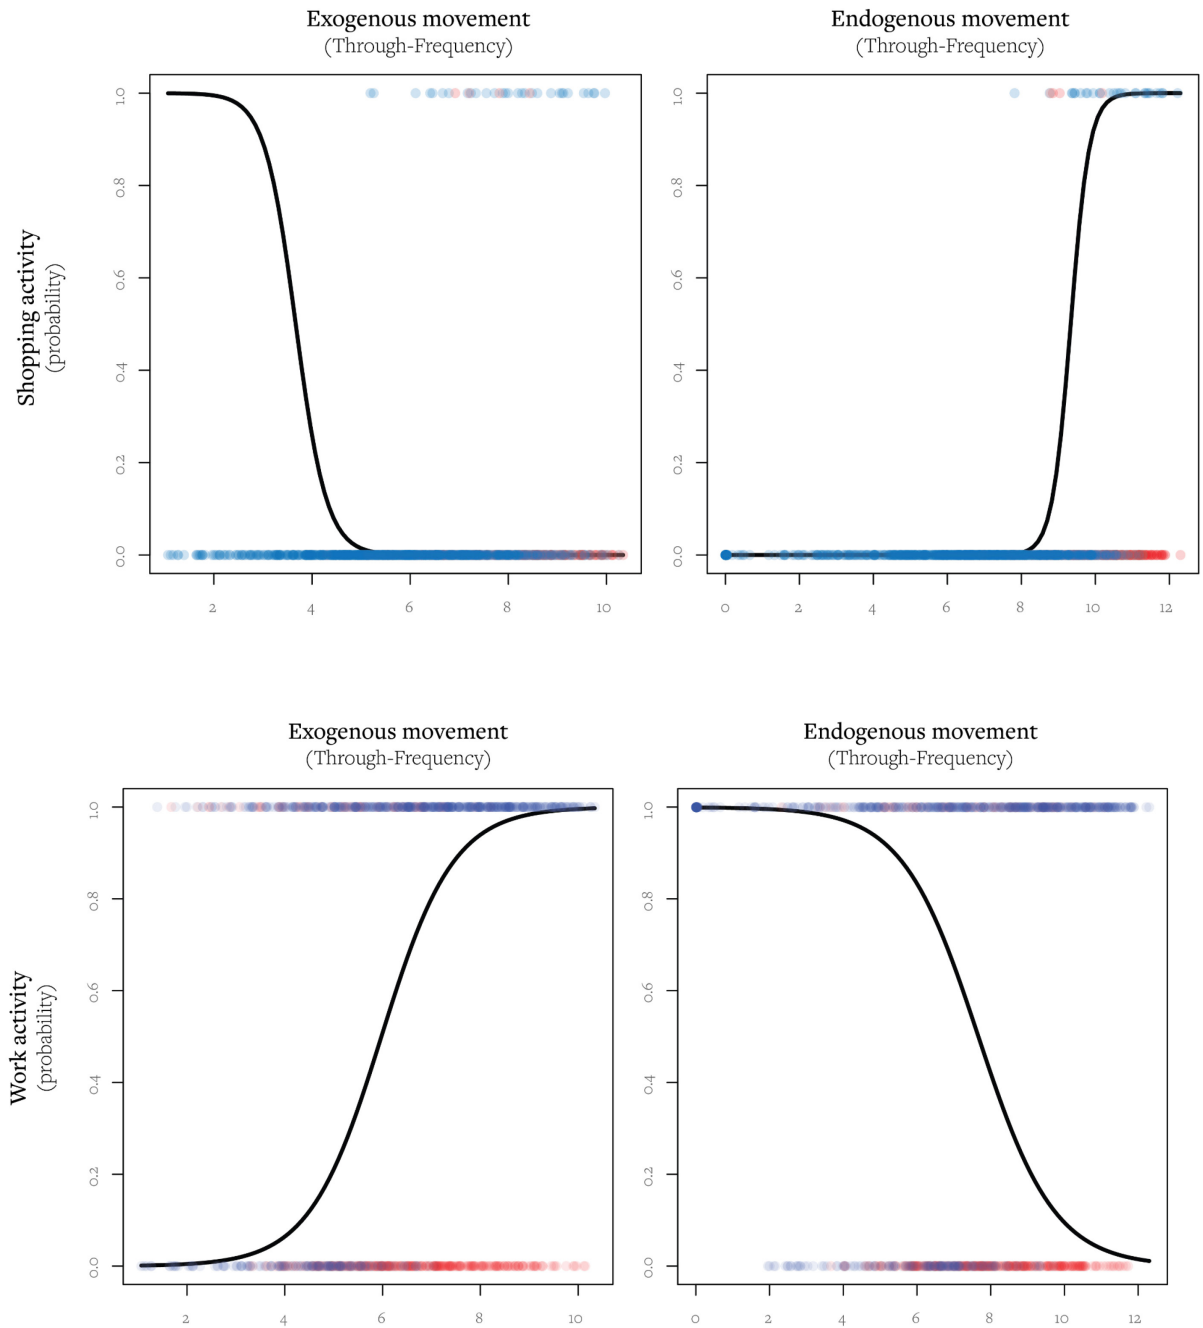 Exogenous movement
(Through-Frequency)
Endogenous movement
(Through-Frequency)
Shopping activity
(probability)
1.0
0.8
0.6
0.4
0.2
0.0
2 4 6 8 10
1.0
0.8
0.6
0.4
0.2
0.0
0 2 4 6 8 10 12
Exogenous movement
(Through-Frequency)
Endogenous movement
(Through-Frequency)
Work activity
(probability)
1.0
0.8
0.6
0.4
0.2
0.0
2 4 6 8 10
1.0
0.8
0.6
0.4
0.2
0.0
0 2 4 6 8 10 12